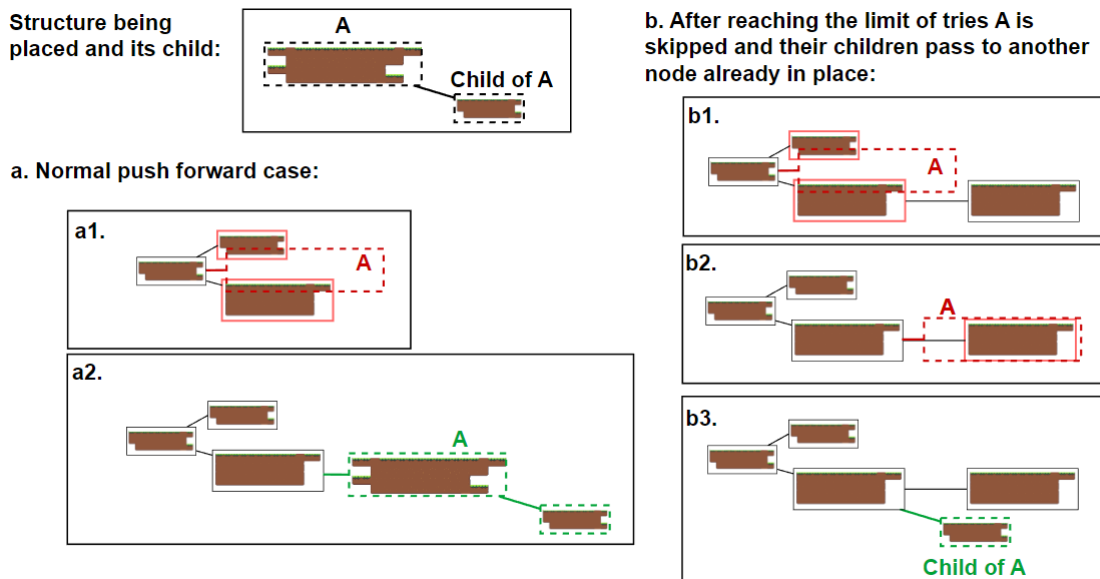 Structure being
placed and its child:
A
Child of A
a. Normal push forward case:
a1.
A
a2.
A
b. After reaching the limit of tries A is
skipped and their children pass to another
node already in place:
b1.
A
b2.
A
b3.
Child of A